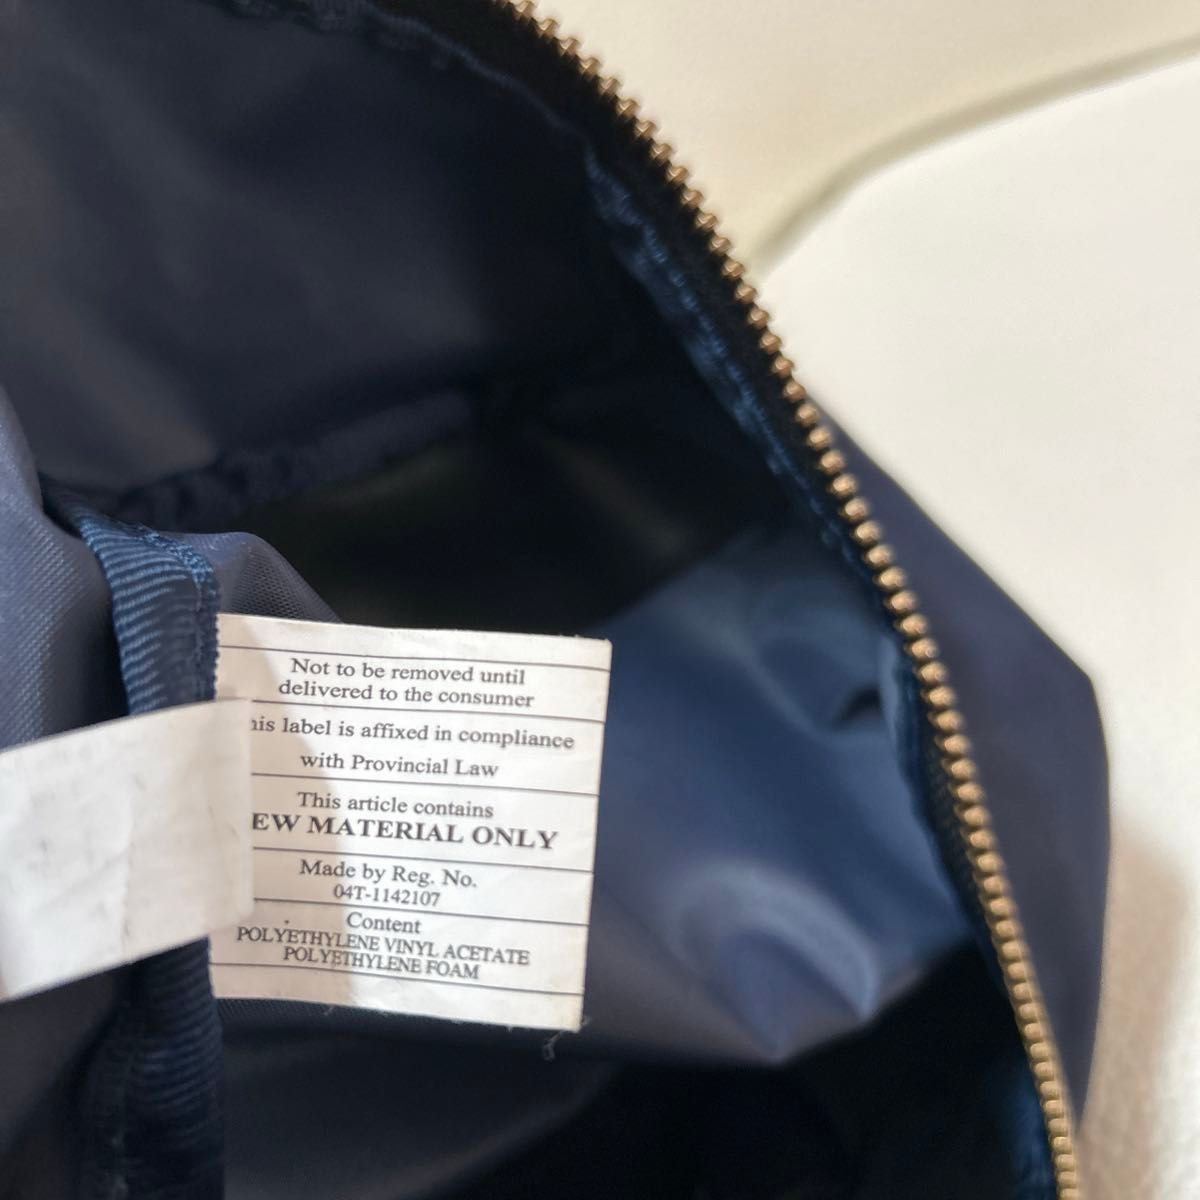 Not to be removed until
delivered to the consumer
his label is affixed in compliance
with Provincial Law
This article contains
EW MATERIAL ONLY
Made by Reg. No.
04T-1142107
Content
POLYETHYLENE VINYL ACETATE
POLYETHYLENE FOAM